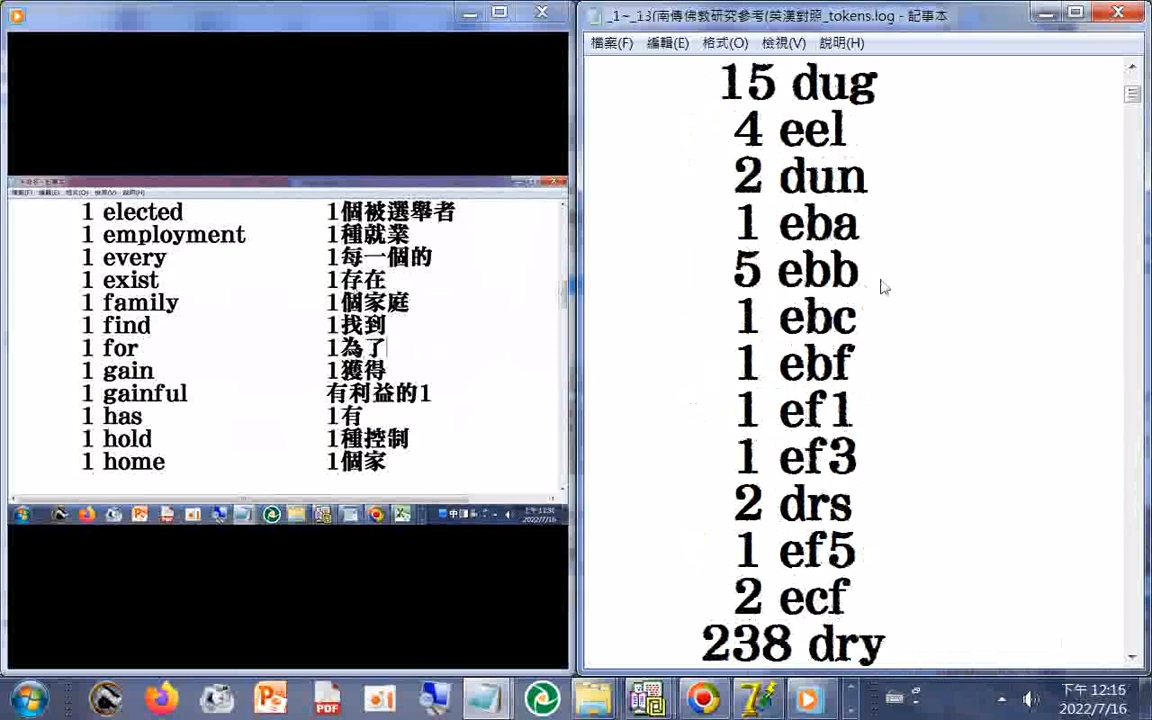 _1~_13(南傳佛教研究參考(英漢對照_tokens.log - 記事本
檔案(F) 編輯(E) 格式(O) 檢視(V) 說明(H)
1 elected 1個被選舉者
1 employment 1種就業
1 every 1每一個的
1 exist 1存在
1 family 1個家庭
1 find 1找到
1 for 1為了
1 gain 1獲得
1 gainful 有利益的1
1 has 1有
1 hold 1種控制
1 home 1個家
2022/7/16
15 dug
4 eel
2 dun
1 eba
5 ebb
1 ebc
1 ebf
1 ef1
1 ef3
2 drs
1 ef5
2 ecf
238 dry
下午 12:16
2022/7/16